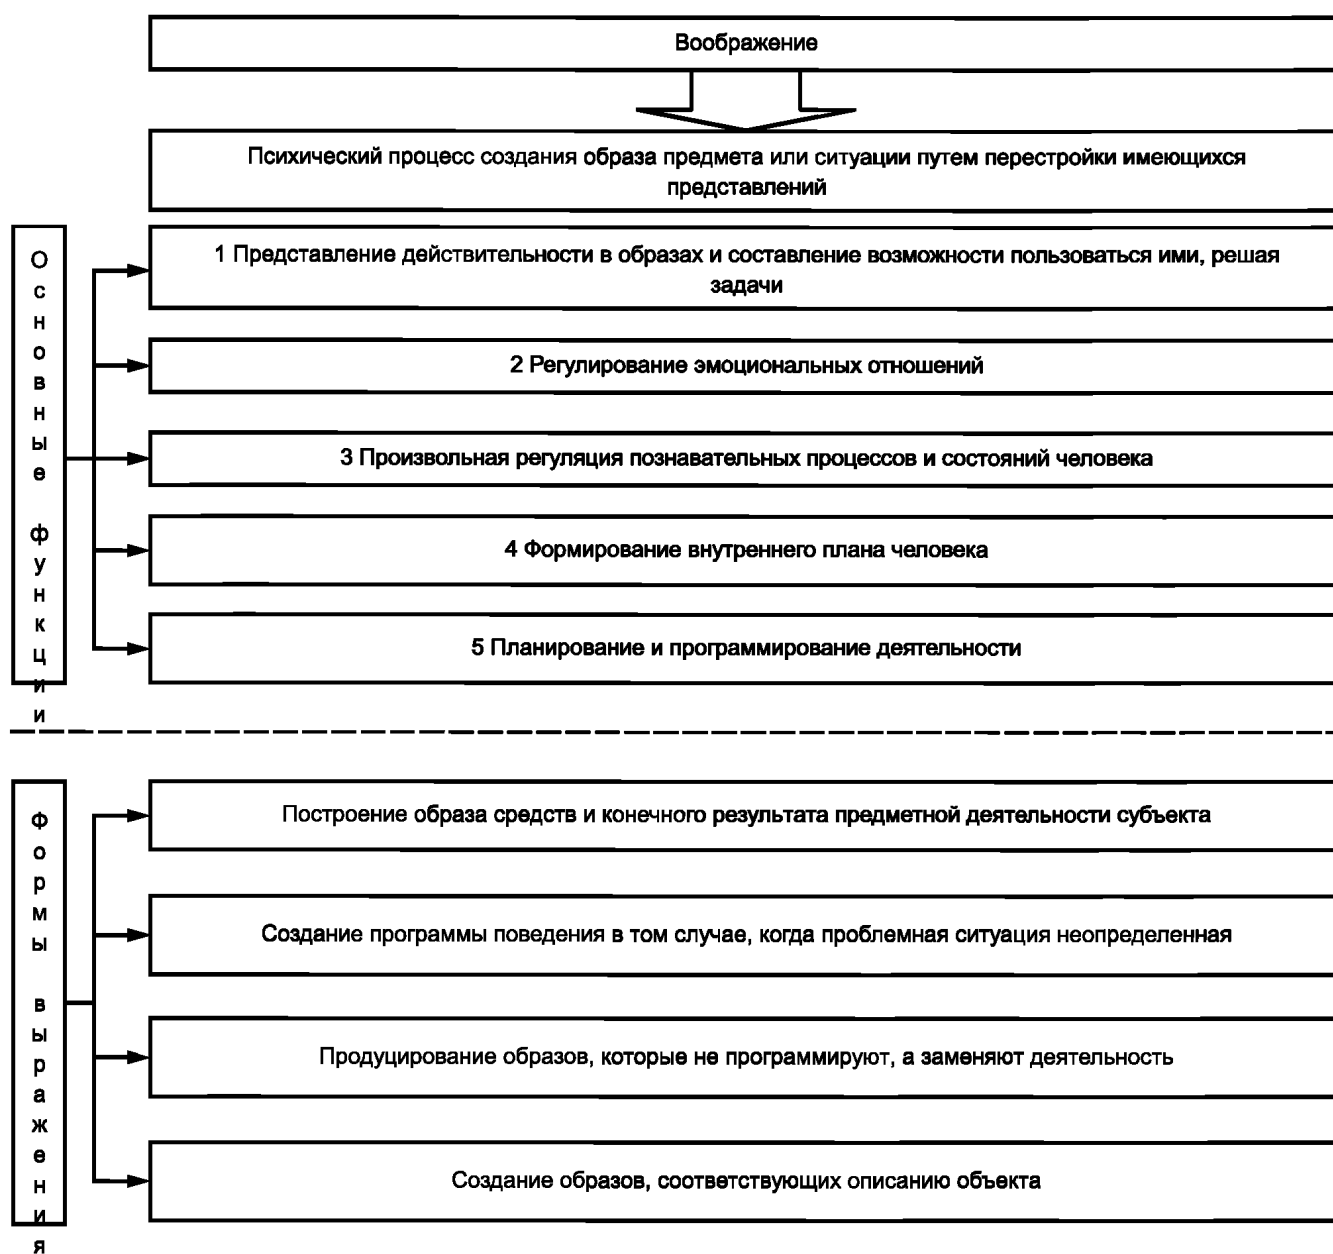 Воображение
Психический процесс создания образа предмета или ситуации путем перестройки имеющихся
представлений
Основные функции
1 Представление действительности в образах и составление возможности пользоваться ими, решая
задачи
2 Регулирование эмоциональных отношений
3 Произвольная регуляция познавательных процессов и состояний человека
4 Формирование внутреннего плана человека
5 Планирование и программирование деятельности
Формы выражения
Построение образа средств и конечного результата предметной деятельности субъекта
Создание программы поведения в том случае, когда проблемная ситуация неопределенная
Продуцирование образов, которые не программируют, а заменяют деятельность
Создание образов, соответствующих описанию объекта